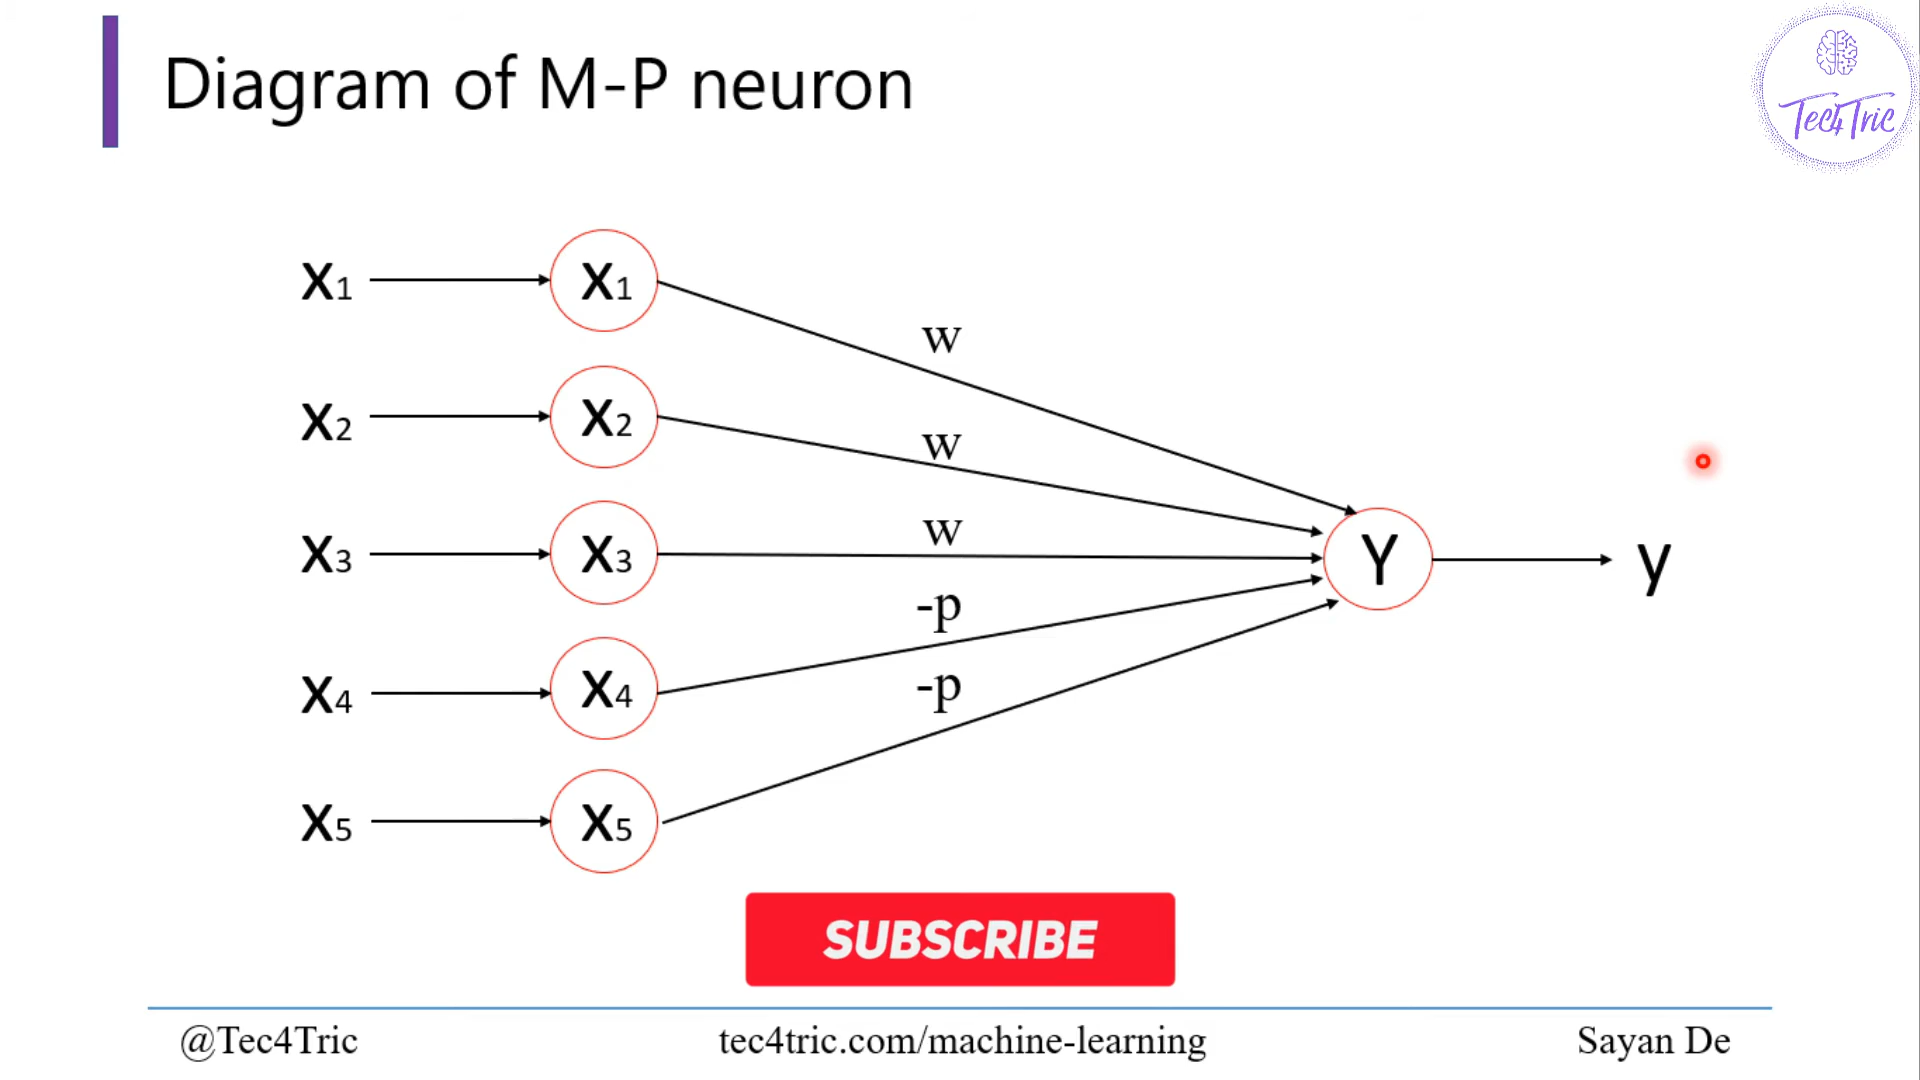 Diagram of M-P neuron
Tec4Tric
x1 x1
w
x2 x2
w
x3 x3
w
Y y
-p
x4 x4
-p
x5 x5
SUBSCRIBE
@Tec4Tric tec4tric.com/machine-learning Sayan De